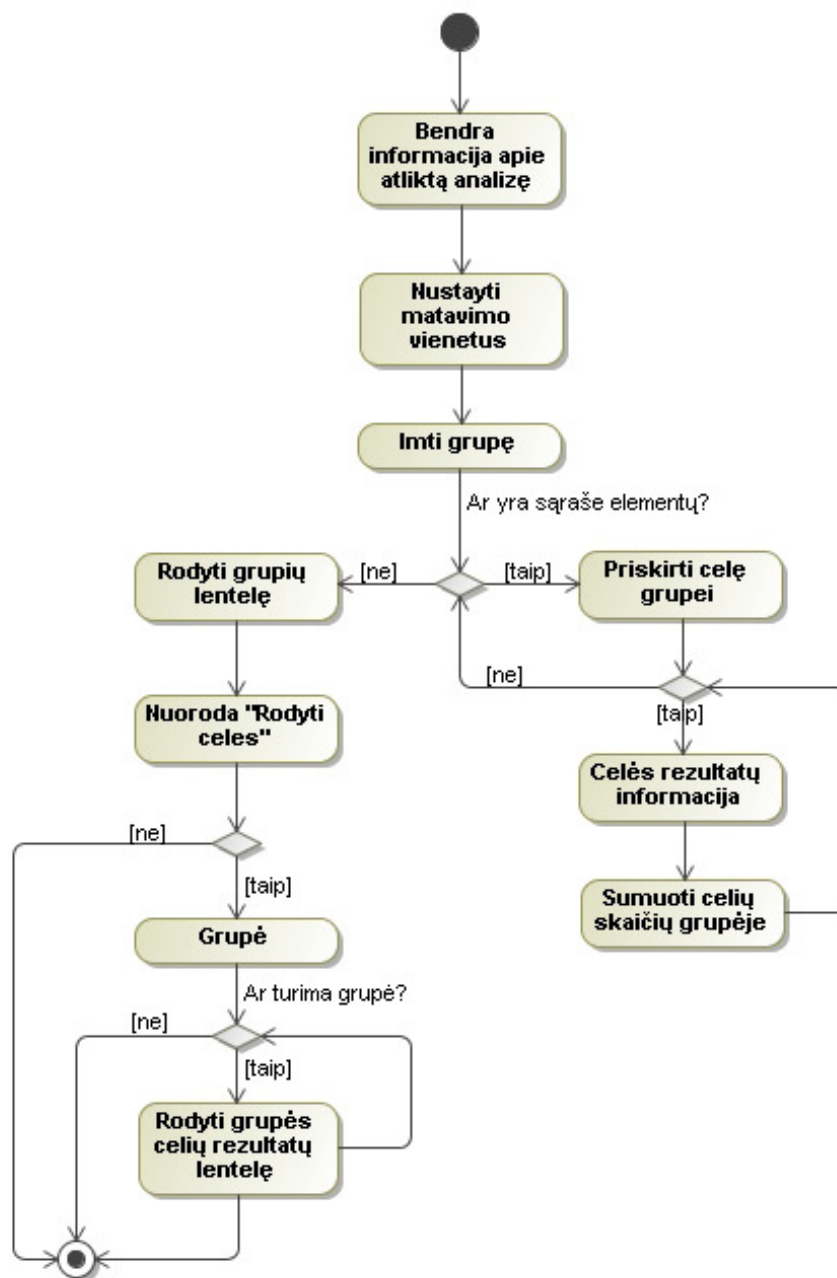 Bendra
informacija apie
atliktą analizę
Nustayti
matavimo
vienetus
Imti grupę
Ar yra sąraše elementų?
Rodyti grupių
lentelę
[ne]
[taip]
Priskirti celę
grupei
[ne]
[taip]
Nuoroda "Rodyti
celes"
Celės rezultatų
informacija
[ne]
[taip]
Sumuoti celių
skaičių grupėje
Grupė
Ar turima grupė?
[ne]
[taip]
Rodyti grupės
celių rezultatų
lentelę